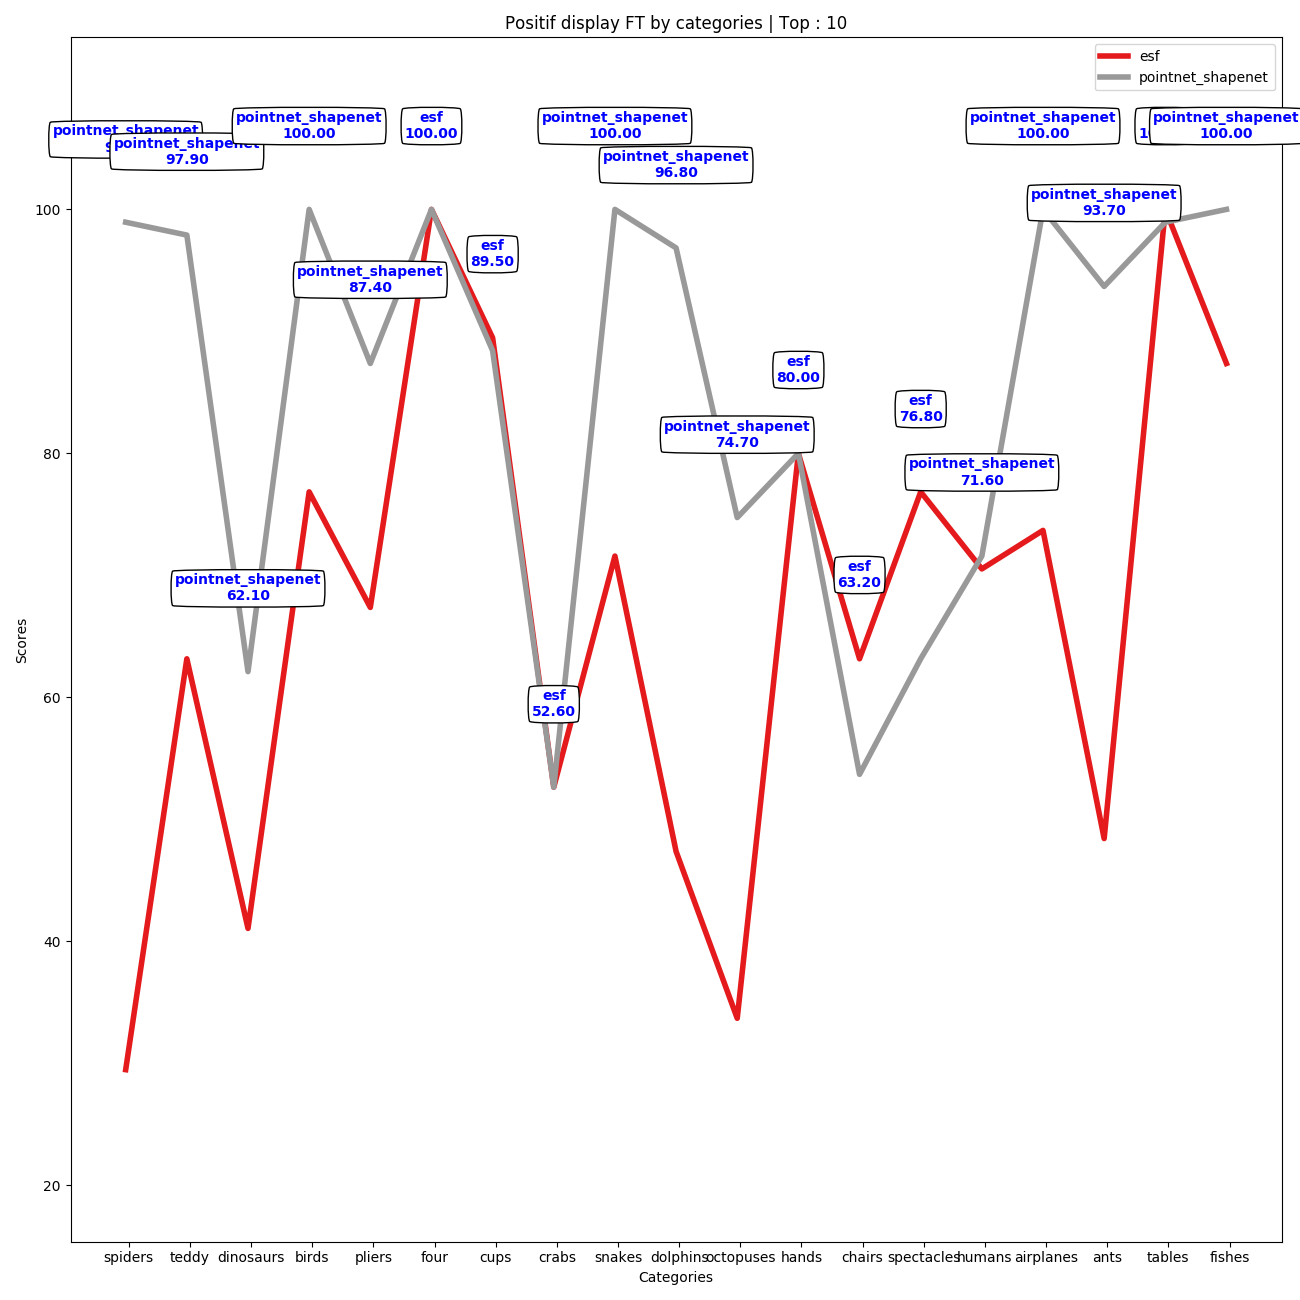 Positif display FT by categories | Top : 10
esf
pointnet_shapenet
pointnet_shapenet
pointnet_shapenet
97.90
pointnet_shapenet
100.00
esf
100.00
pointnet_shapenet
100.00
pointnet_shapenet
96.80
pointnet_shapenet
100.00
pointnet_shapenet
100.00
pointnet_shapenet
93.70
esf
89.50
pointnet_shapenet
87.40
esf
80.00
esf
76.80
pointnet_shapenet
74.70
pointnet_shapenet
71.60
esf
63.20
pointnet_shapenet
62.10
esf
52.60
100
80
60
40
20
Scores
spiders
teddy
dinosaurs
birds
pliers
four
cups
crabs
snakes
dolphins
octopuses
hands
chairs
spectacles
humans
airplanes
ants
tables
fishes
Categories